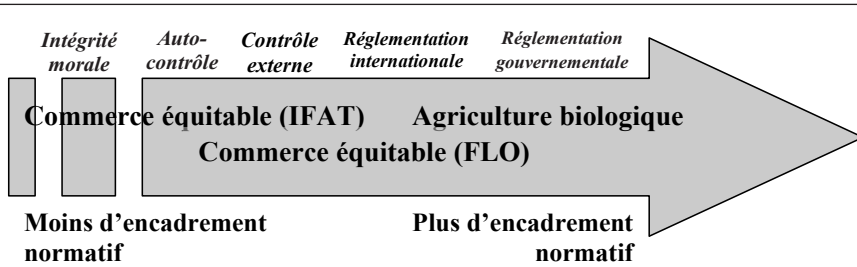 Intégrité Auto- Contrôle Réglementation Réglementation
morale contrôle externe internationale gouvernementale
Commerce équitable (IFAT) Agriculture biologique
Commerce équitable (FLO)
Moins d’encadrement Plus d’encadrement
normatif normatif